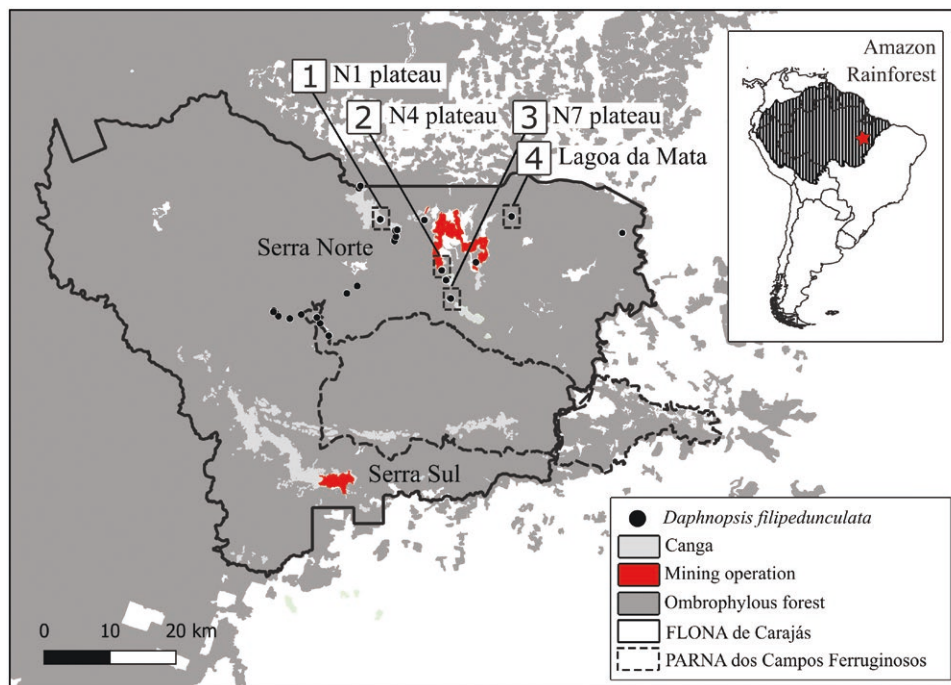 Amazon
Rainforest
1 N1 plateau
2 N4 plateau
3 N7 plateau
4 Lagoa da Mata
Serra Norte
Serra Sul
Daphnopsis filipedunculata
Canga
Mining operation
Ombrophylous forest
FLONA de Carajás
PARNA dos Campos Ferruginosos
0 10 20 km